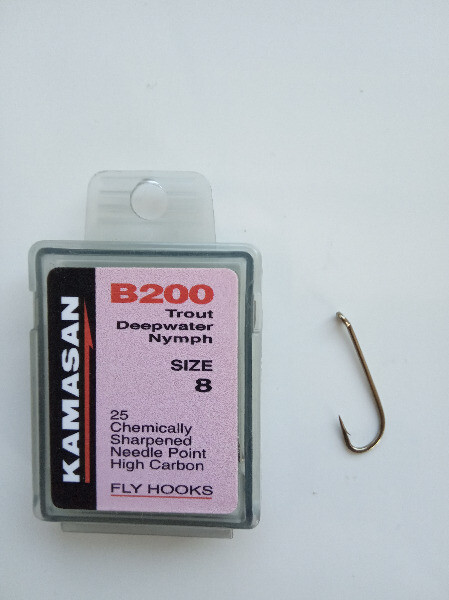 KAMASAN
B200
Trout
Deepwater
Nymph
SIZE
8
25
Chemically
Sharpened
Needle Point
High Carbon
FLY HOOKS